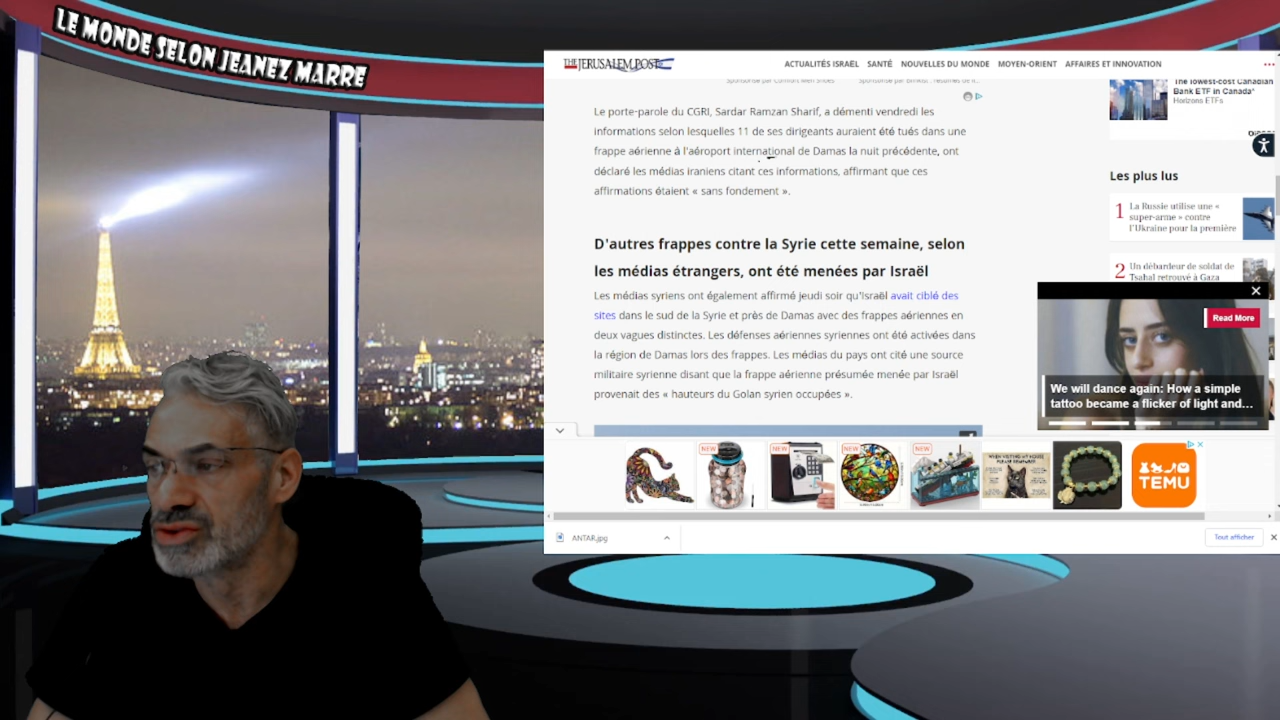 LE MONDE SELON JEANEZ MARRE
THE JERUSALEM POST
ACTUALITÉS ISRAËL SANTÉ NOUVELLES DU MONDE MOYEN-ORIENT AFFAIRES ET INNOVATION
Le porte-parole du CGRI, Sardar Ramzan Sharif, a démenti vendredi les
informations selon lesquelles 11 de ses dirigeants auraient été tués dans une
frappe aérienne à l'aéroport international de Damas la nuit précédente, ont
déclaré les médias iraniens citant ces informations, affirmant que ces
affirmations étaient « sans fondement ».
D'autres frappes contre la Syrie cette semaine, selon
les médias étrangers, ont été menées par Israël
Les médias syriens ont également affirmé jeudi soir qu'Israël avait ciblé des
sites dans le sud de la Syrie et près de Damas avec des frappes aériennes en
deux vagues distinctes. Les défenses aériennes syriennes ont été activées dans
la région de Damas lors des frappes. Les médias du pays ont cité une source
militaire syrienne disant que la frappe aérienne présumée menée par Israël
provenait des « hauteurs du Golan syrien occupées ».
The lowest-cost Canadian
Bank ETF in Canada*
Horizons ETFs
Les plus lus
1 La Russie utilise une «
super-arme » contre
l'Ukraine pour la première
2 Un débardeur de soldat de
Tsahal retrouvé à Gaza
Read More
We will dance again: How a simple
tattoo became a flicker of light and...
NEW
NEW
NEW
NEW
TEMU
ANTAR.jpg
Tout afficher